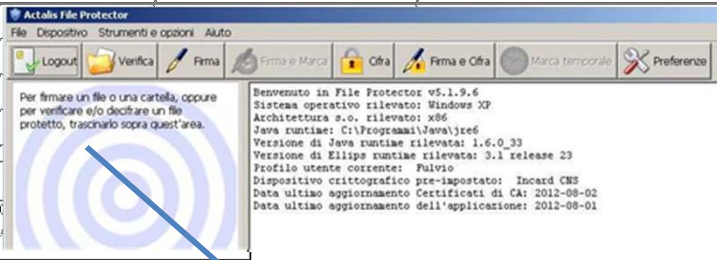 Actalis File Protector
File Dispositivo Strumenti e opzioni Aiuto
Logout Verifica Firma Firma e Marca Cifra Firma e Cifra Marca temporale Preferenze
Per firmare un file o una cartella, oppure
per verificare e/o decifrare un file
protetto, trascinarlo sopra quest'area.
Benvenuto in File Protector v5.1.9.6
Sistema operativo rilevato: Windows XP
Architettura s.o. rilevato: x86
Java runtime: C:\Programmi\Java\jre6
Versione di Java runtime rilevata: 1.6.0_33
Versione di Ellips runtime rilevata: 3.1 release 23
Profilo utente corrente: Fulvio
Dispositivo crittografico pre-impostato: Incard CNS
Data ultimo aggiornamento Certificati di CA: 2012-08-02
Data ultimo aggiornamento dell'applicazione: 2012-08-01